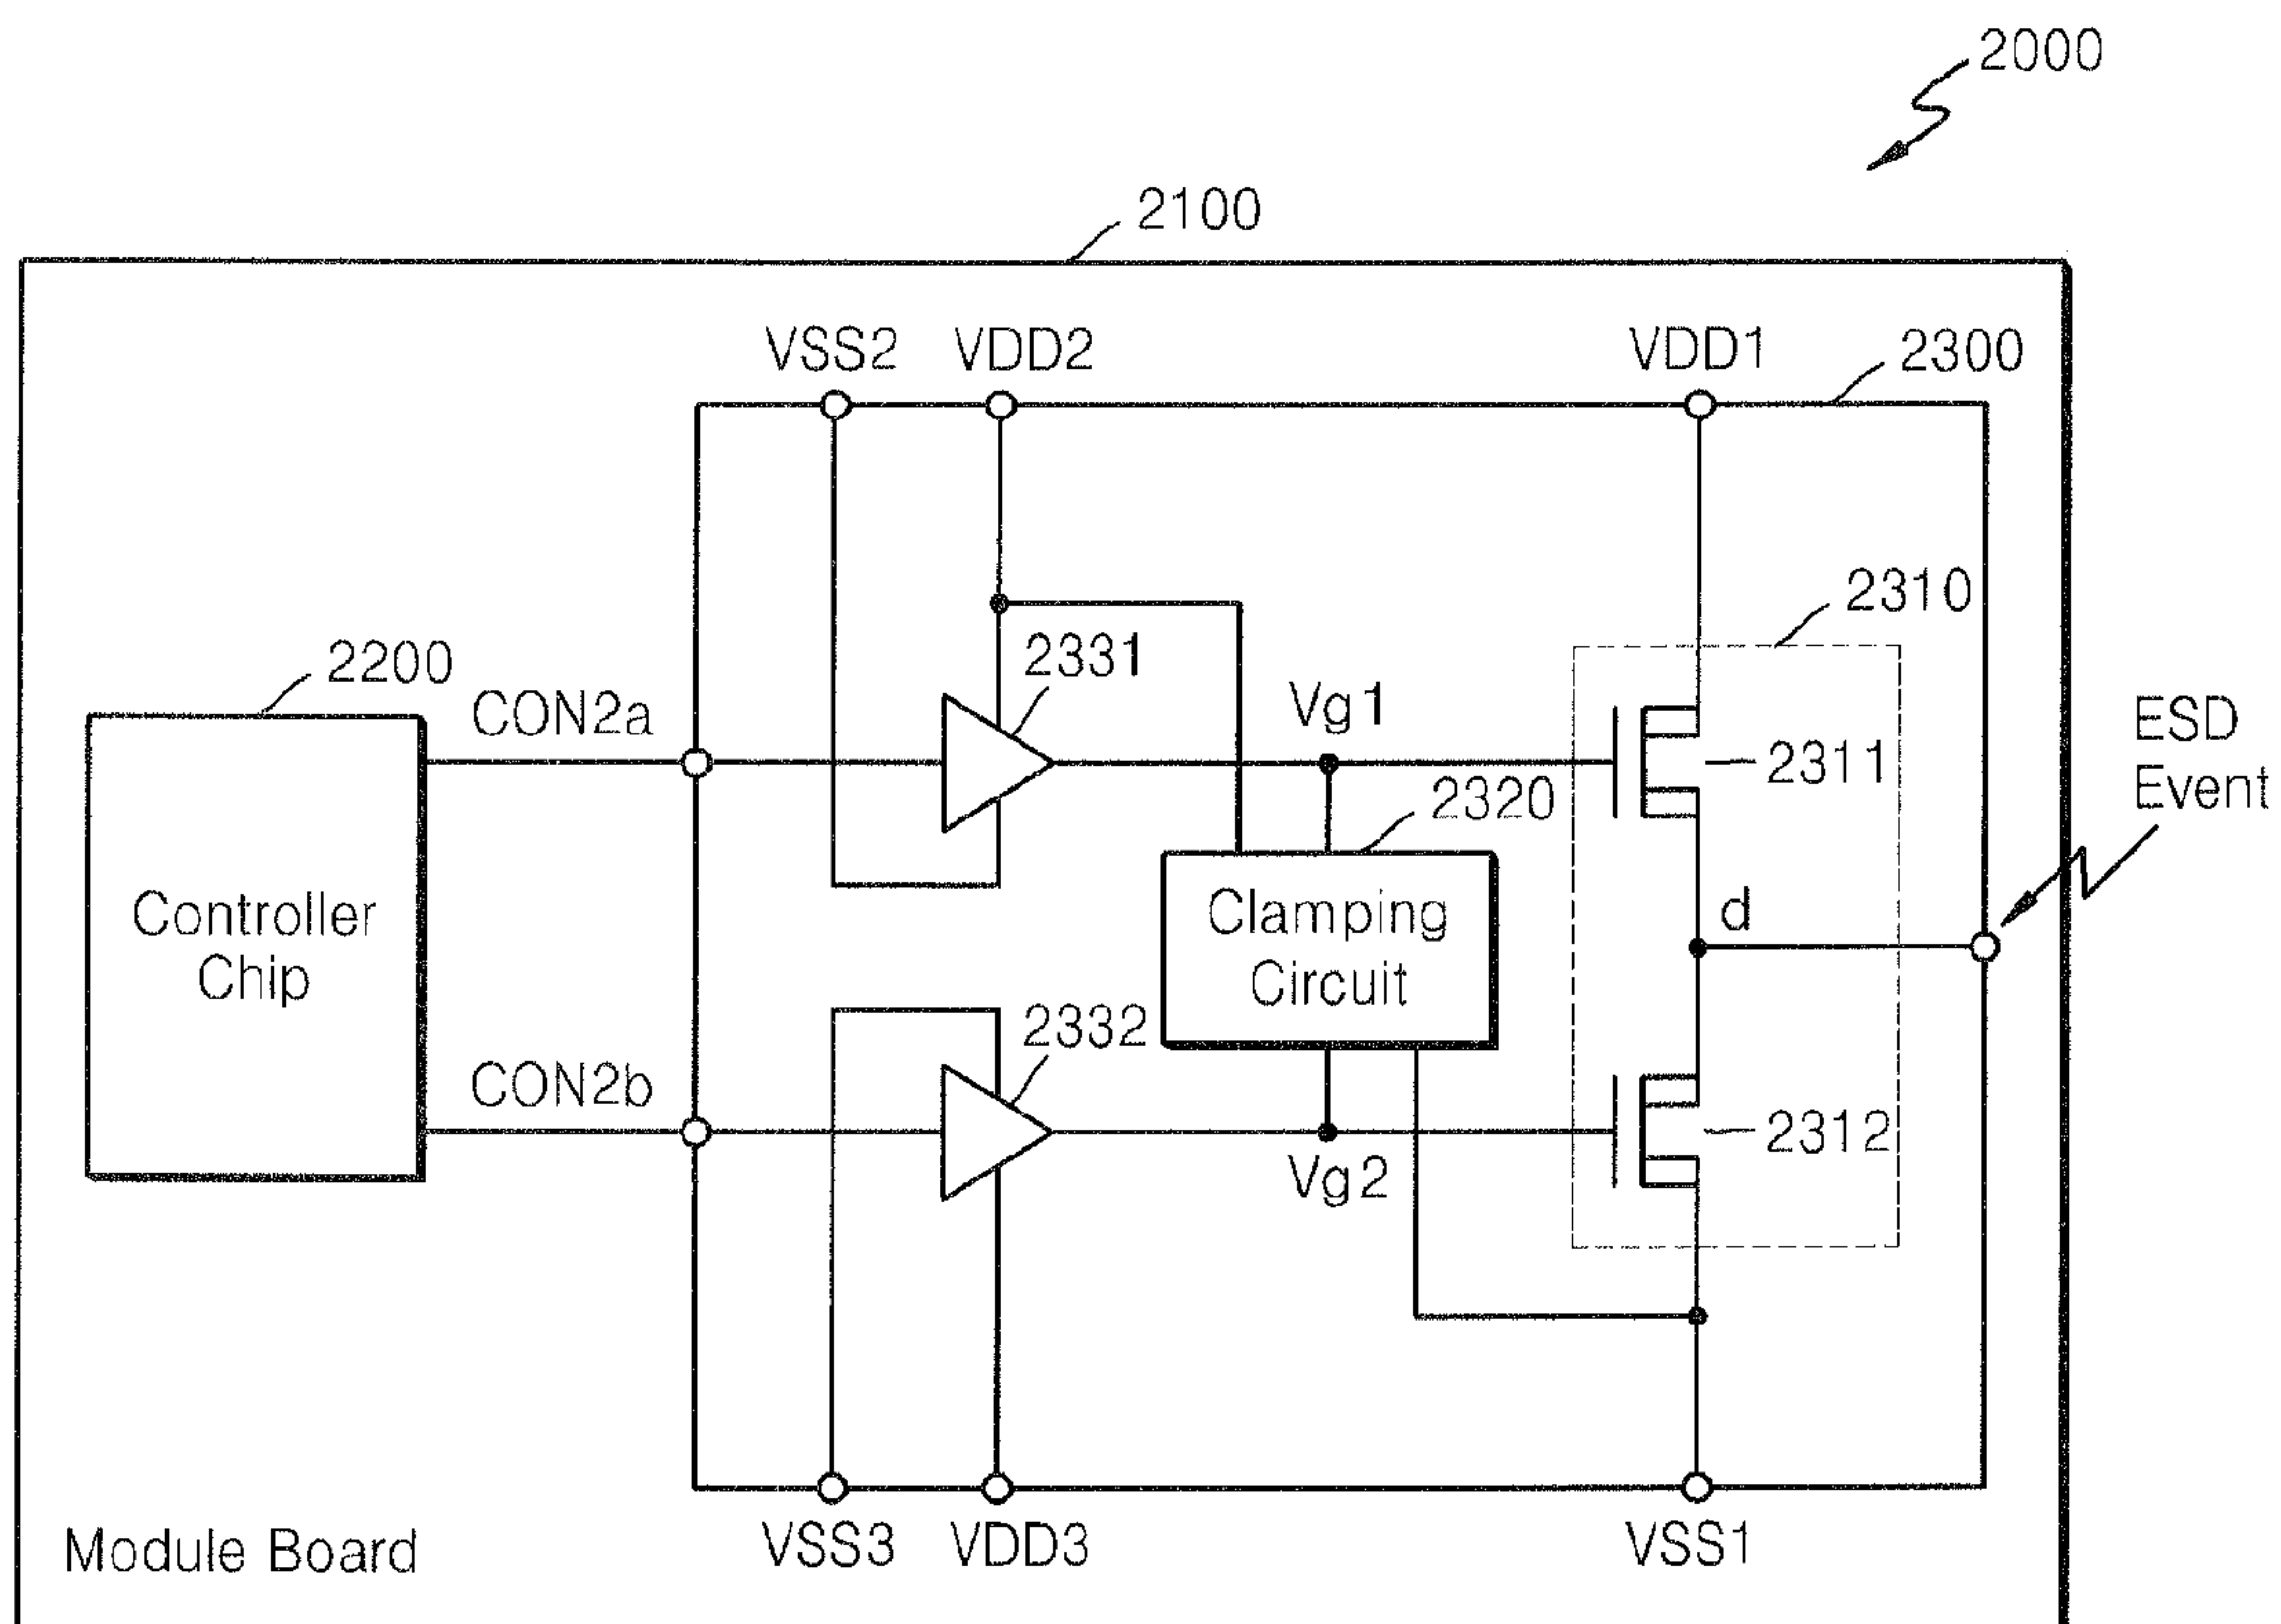 2000
2100
VSS2
VDD2
VDD1
2300
2310
2331
2200
CON2a
Vg1
2311
ESD
Event
2320
Controller
Chip
Clamping
Circuit
d
2332
CON2b
2312
Vg2
VSS3
VDD3
VSS1
Module Board